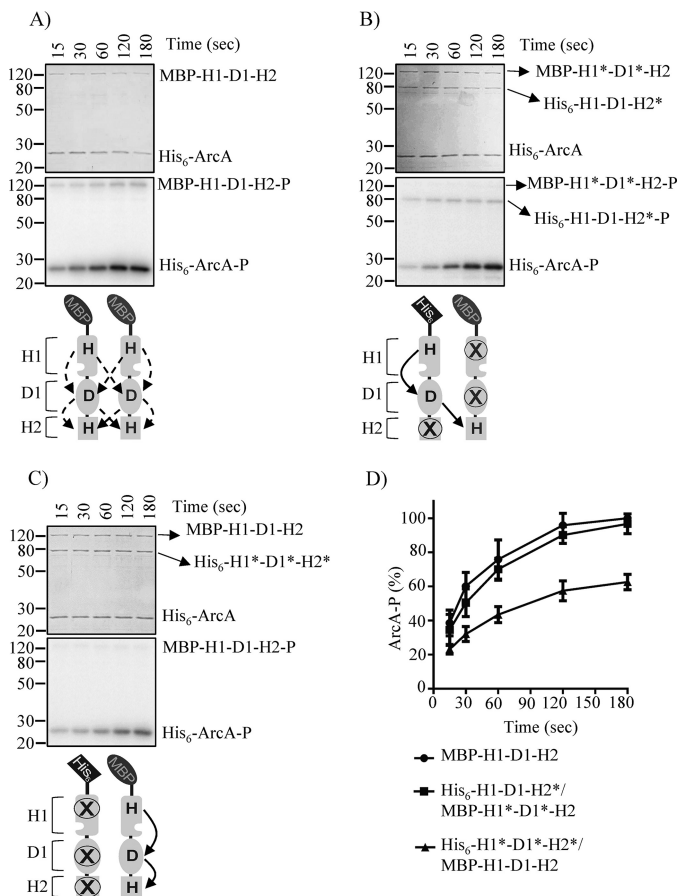 A)
15 30 60 120 180 Time (sec)
120
80
50
30
20
MBP-H1-D1-H2
His6-ArcA
120
80
50
30
20
MBP-H1-D1-H2-P
His6-ArcA-P
MBP MBP
H1 H H
D1 D D
H2 H H
B)
15 30 60 120 180 Time (sec)
120
80
50
30
20
MBP-H1*-D1*-H2
His6-H1-D1-H2*
His6-ArcA
120
80
50
30
20
MBP-H1*-D1*-H2-P
His6-H1-D1-H2*-P
His6-ArcA-P
His6 MBP
H1 H X
D1 D X
H2 X H
C)
15 30 60 120 180 Time (sec)
120
80
50
30
20
MBP-H1-D1-H2
His6-H1*-D1*-H2*
His6-ArcA
120
80
50
30
20
MBP-H1-D1-H2-P
His6-ArcA-P
His6 MBP
H1 X H
D1 X D
H2 X H
D)
ArcA-P (%)
100
80
60
40
20
0
0 30 60 90 120 150 180
Time (sec)
MBP-H1-D1-H2
His6-H1-D1-H2*/
MBP-H1*-D1*-H2
His6-H1*-D1*-H2*/
MBP-H1-D1-H2